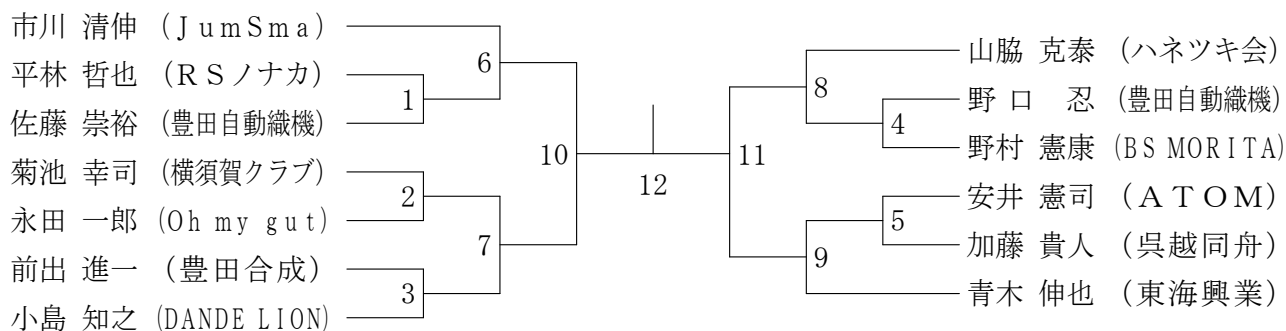 市川 清伸 (JumSma)
平林 哲也 (RSノナカ)
佐藤 崇裕 (豊田自動織機)
菊池 幸司 (横須賀クラブ)
永田 一郎 (Oh my gut)
前出 進一 (豊田合成)
小島 知之 (DANDE LION)
6
1
2
7
3
10
12
11
8
4
5
9
山脇 克泰 (ハネツキ会)
野口 忍 (豊田自動織機)
野村 憲康 (BS MORITA)
安井 憲司 (ATOM)
加藤 貴人 (呉越同舟)
青木 伸也 (東海興業)